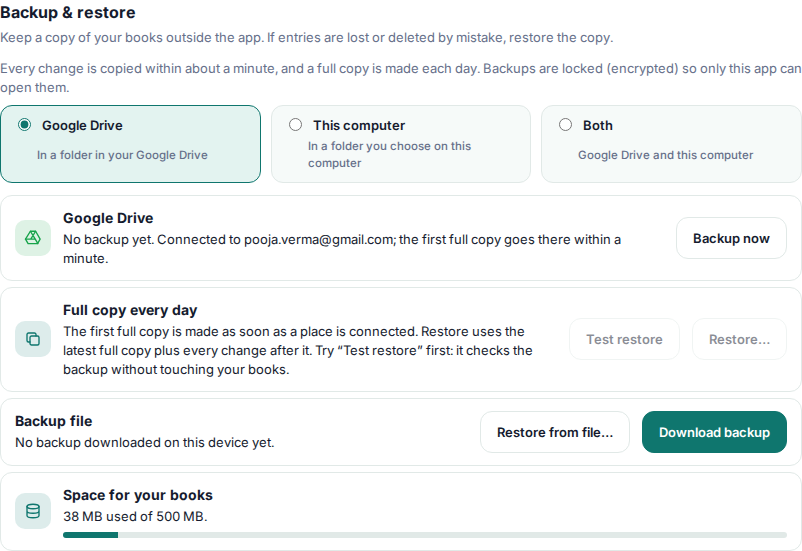 Backup & restore
Keep a copy of your books outside the app. If entries are lost or deleted by mistake, restore the copy.
Every change is copied within about a minute, and a full copy is made each day. Backups are locked (encrypted) so only this app can
open them.
Google Drive
In a folder in your Google Drive
This computer
In a folder you choose on this
computer
Both
Google Drive and this computer
Google Drive
No backup yet. Connected to pooja.verma@gmail.com; the first full copy goes there within a
minute.
Backup now
Full copy every day
The first full copy is made as soon as a place is connected. Restore uses the
latest full copy plus every change after it. Try “Test restore” first: it checks the
backup without touching your books.
Test restore
Restore...
Backup file
No backup downloaded on this device yet.
Restore from file...
Download backup
Space for your books
38 MB used of 500 MB.